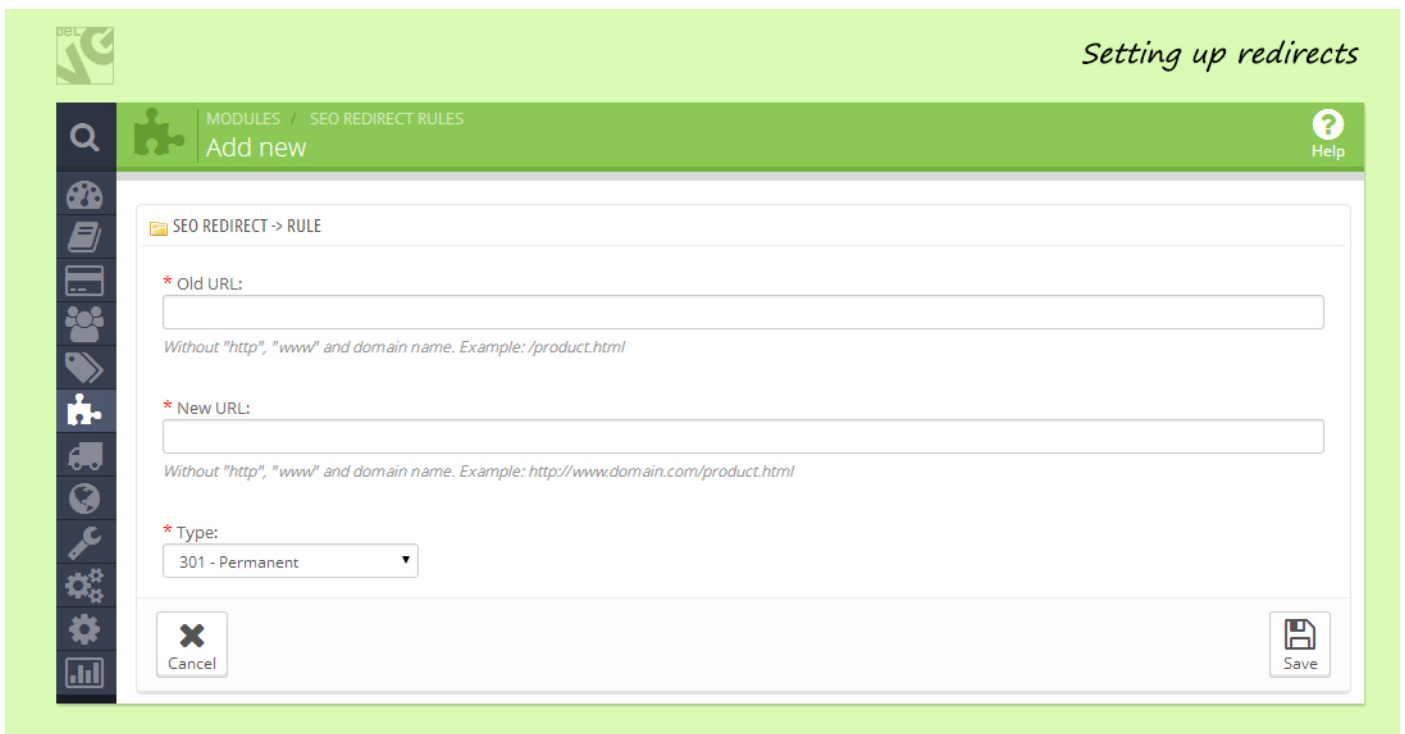 BEL
VG
Setting up redirects
MODULES / SEO REDIRECT RULES
Add new
?
Help
SEO REDIRECT -> RULE
* Old URL:
Without "http", "www" and domain name. Example: /product.html
* New URL:
Without "http", "www" and domain name. Example: http://www.domain.com/product.html
* Type:
301 - Permanent
Cancel
Save